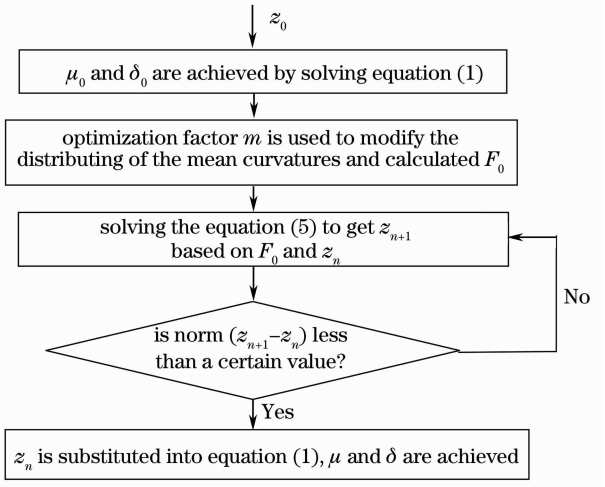 z₀
μ₀ and δ₀ are achieved by solving equation (1)
optimization factor m is used to modify the
distributing of the mean curvatures and calculated F₀
solving the equation (5) to get zₙ₊₁
based on F₀ and zₙ
No
is norm (zₙ₊₁–zₙ) less
than a certain value?
Yes
zₙ is substituted into equation (1), μ and δ are achieved